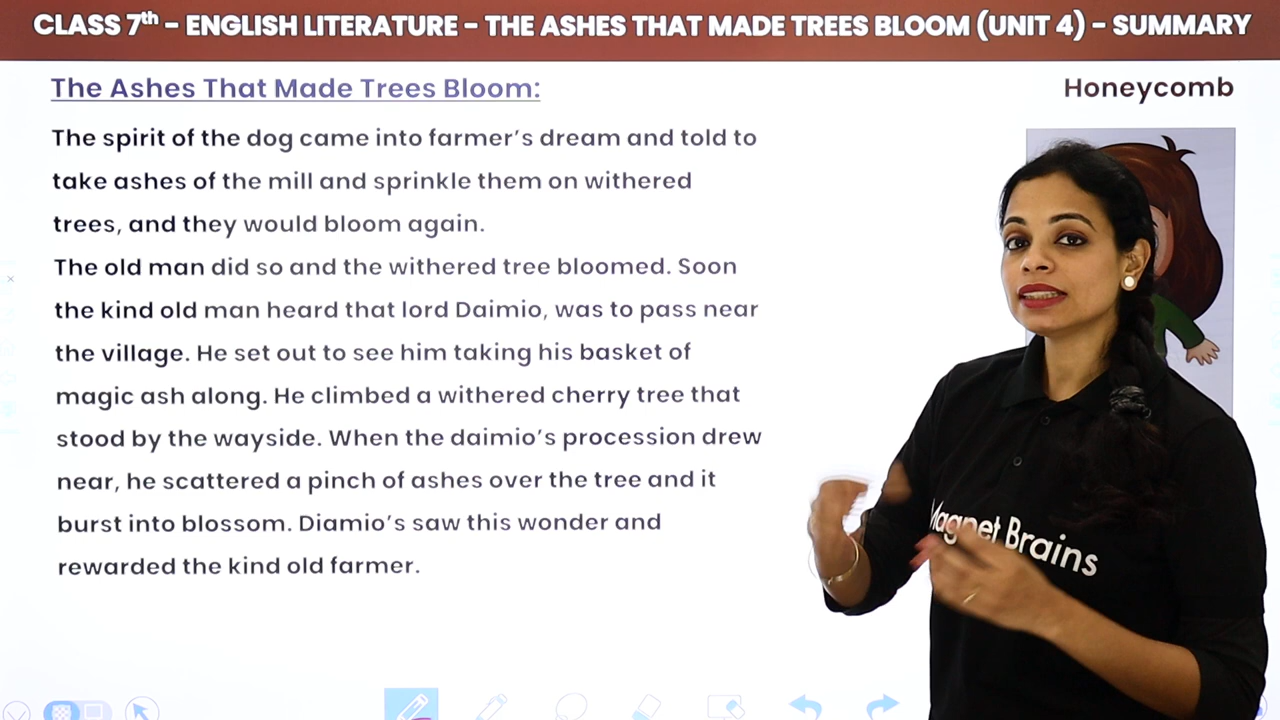 CLASS 7th – ENGLISH LITERATURE – THE ASHES THAT MADE TREES BLOOM (UNIT 4) – SUMMARY
The Ashes That Made Trees Bloom:
Honeycomb
The spirit of the dog came into farmer's dream and told to
take ashes of the mill and sprinkle them on withered
trees, and they would bloom again.
The old man did so and the withered tree bloomed. Soon
the kind old man heard that lord Daimio, was to pass near
the village. He set out to see him taking his basket of
magic ash along. He climbed a withered cherry tree that
stood by the wayside. When the daimio's procession drew
near, he scattered a pinch of ashes over the tree and it
burst into blossom. Diamio's saw this wonder and
rewarded the kind old farmer.
Magnet Brains